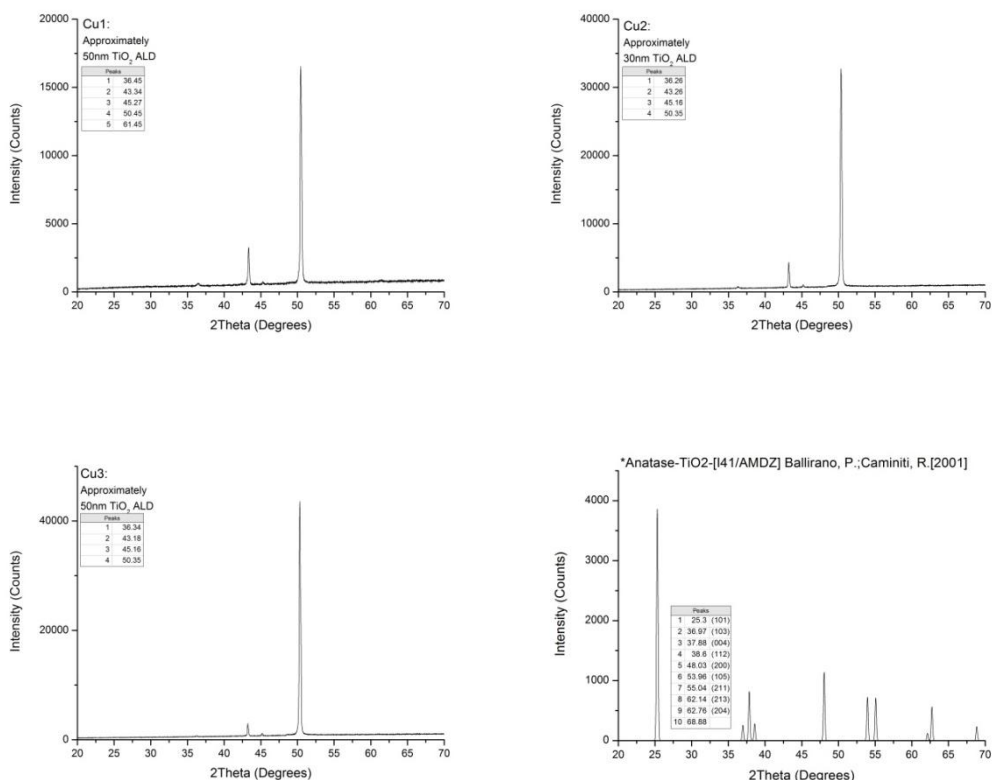 Cu1:
Approximately
50nm TiO₂ ALD
Peaks
1 36.45
2 43.34
3 45.27
4 50.45
5 61.45
20000
15000
10000
5000
0
Intensity (Counts)
20 25 30 35 40 45 50 55 60 65 70
2Theta (Degrees)
Cu2:
Approximately
30nm TiO₂ ALD
Peaks
1 36.26
2 43.26
3 45.16
4 50.35
40000
30000
20000
10000
0
Intensity (Counts)
20 25 30 35 40 45 50 55 60 65 70
2Theta (Degrees)
Cu3:
Approximately
50nm TiO₂ ALD
Peaks
1 36.34
2 43.18
3 45.16
4 50.35
40000
20000
0
Intensity (Counts)
20 25 30 35 40 45 50 55 60 65 70
2Theta (Degrees)
*Anatase-TiO2-[I41/AMDZ] Ballirano, P.;Caminiti, R.[2001]
4000
3000
2000
1000
0
Intensity (Counts)
Peaks
1 25.3 (101)
2 36.97 (103)
3 37.88 (004)
4 38.6 (112)
5 48.03 (200)
6 53.96 (105)
7 55.04 (211)
8 62.14 (213)
9 62.76 (204)
10 68.88
20 25 30 35 40 45 50 55 60 65 70
2Theta (Degrees)